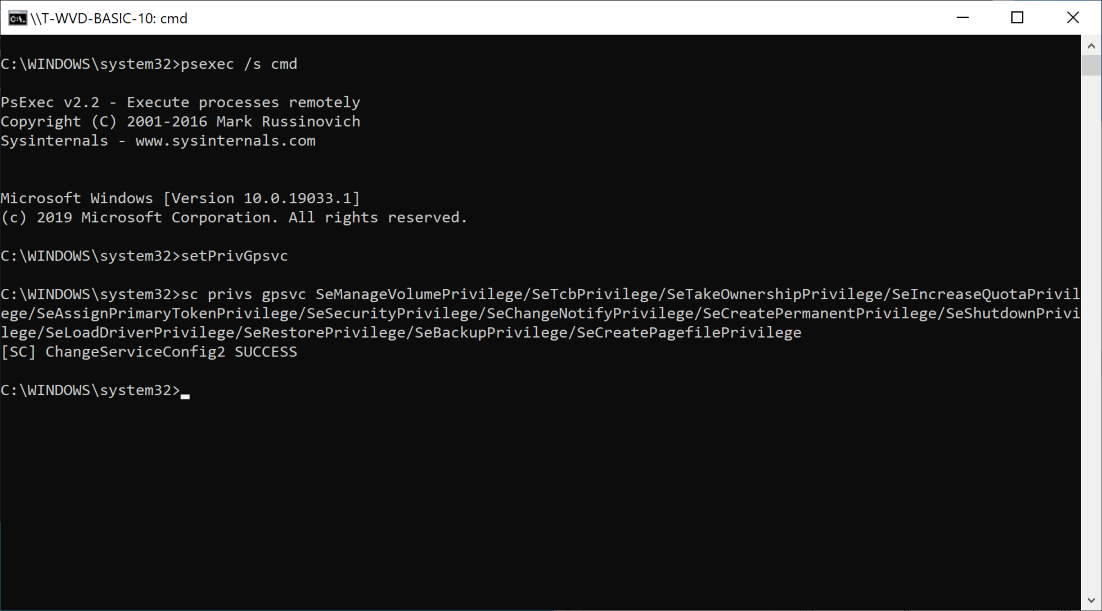 \\T-WVD-BASIC-10: cmd
C:\WINDOWS\system32>psexec /s cmd
PsExec v2.2 - Execute processes remotely
Copyright (C) 2001-2016 Mark Russinovich
Sysinternals - www.sysinternals.com
Microsoft Windows [Version 10.0.19033.1]
(c) 2019 Microsoft Corporation. All rights reserved.
C:\WINDOWS\system32>setPrivGpsvc
C:\WINDOWS\system32>sc privs gpsvc SeManageVolumePrivilege/SeTcbPrivilege/SeTakeOwnershipPrivilege/SeIncreaseQuotaPrivil
ege/SeAssignPrimaryTokenPrivilege/SeSecurityPrivilege/SeChangeNotifyPrivilege/SeCreatePermanentPrivilege/SeShutdownPrivi
lege/SeLoadDriverPrivilege/SeRestorePrivilege/SeBackupPrivilege/SeCreatePagefilePrivilege
[SC] ChangeServiceConfig2 SUCCESS
C:\WINDOWS\system32>